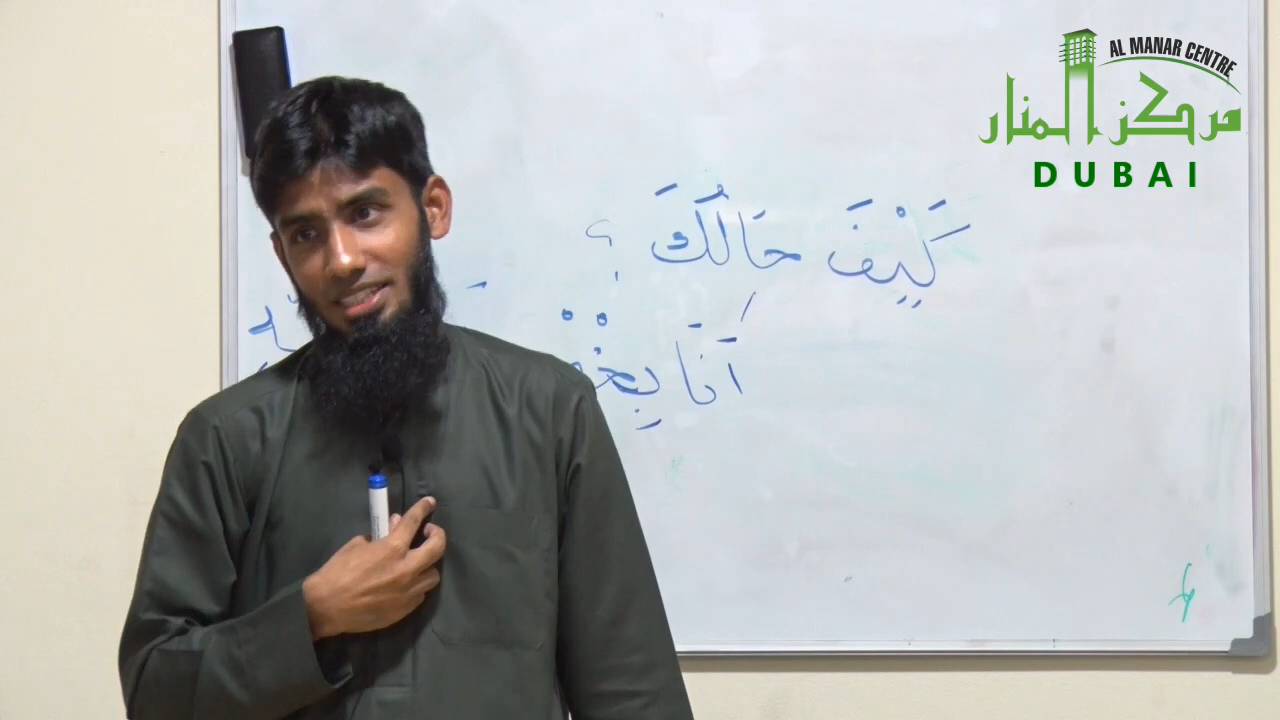 AL MANAR CENTRE
مركز المنار
DUBAI
كَيْفَ حَالُكَ ؟
أَنَا